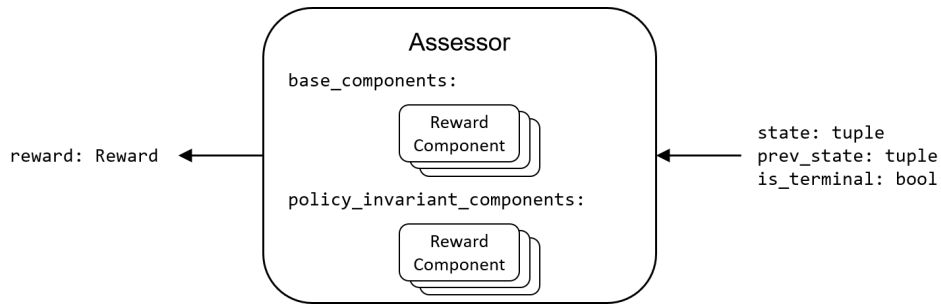 Assessor
base_components:
Reward
Component
reward: Reward
state: tuple
prev_state: tuple
is_terminal: bool
policy_invariant_components:
Reward
Component